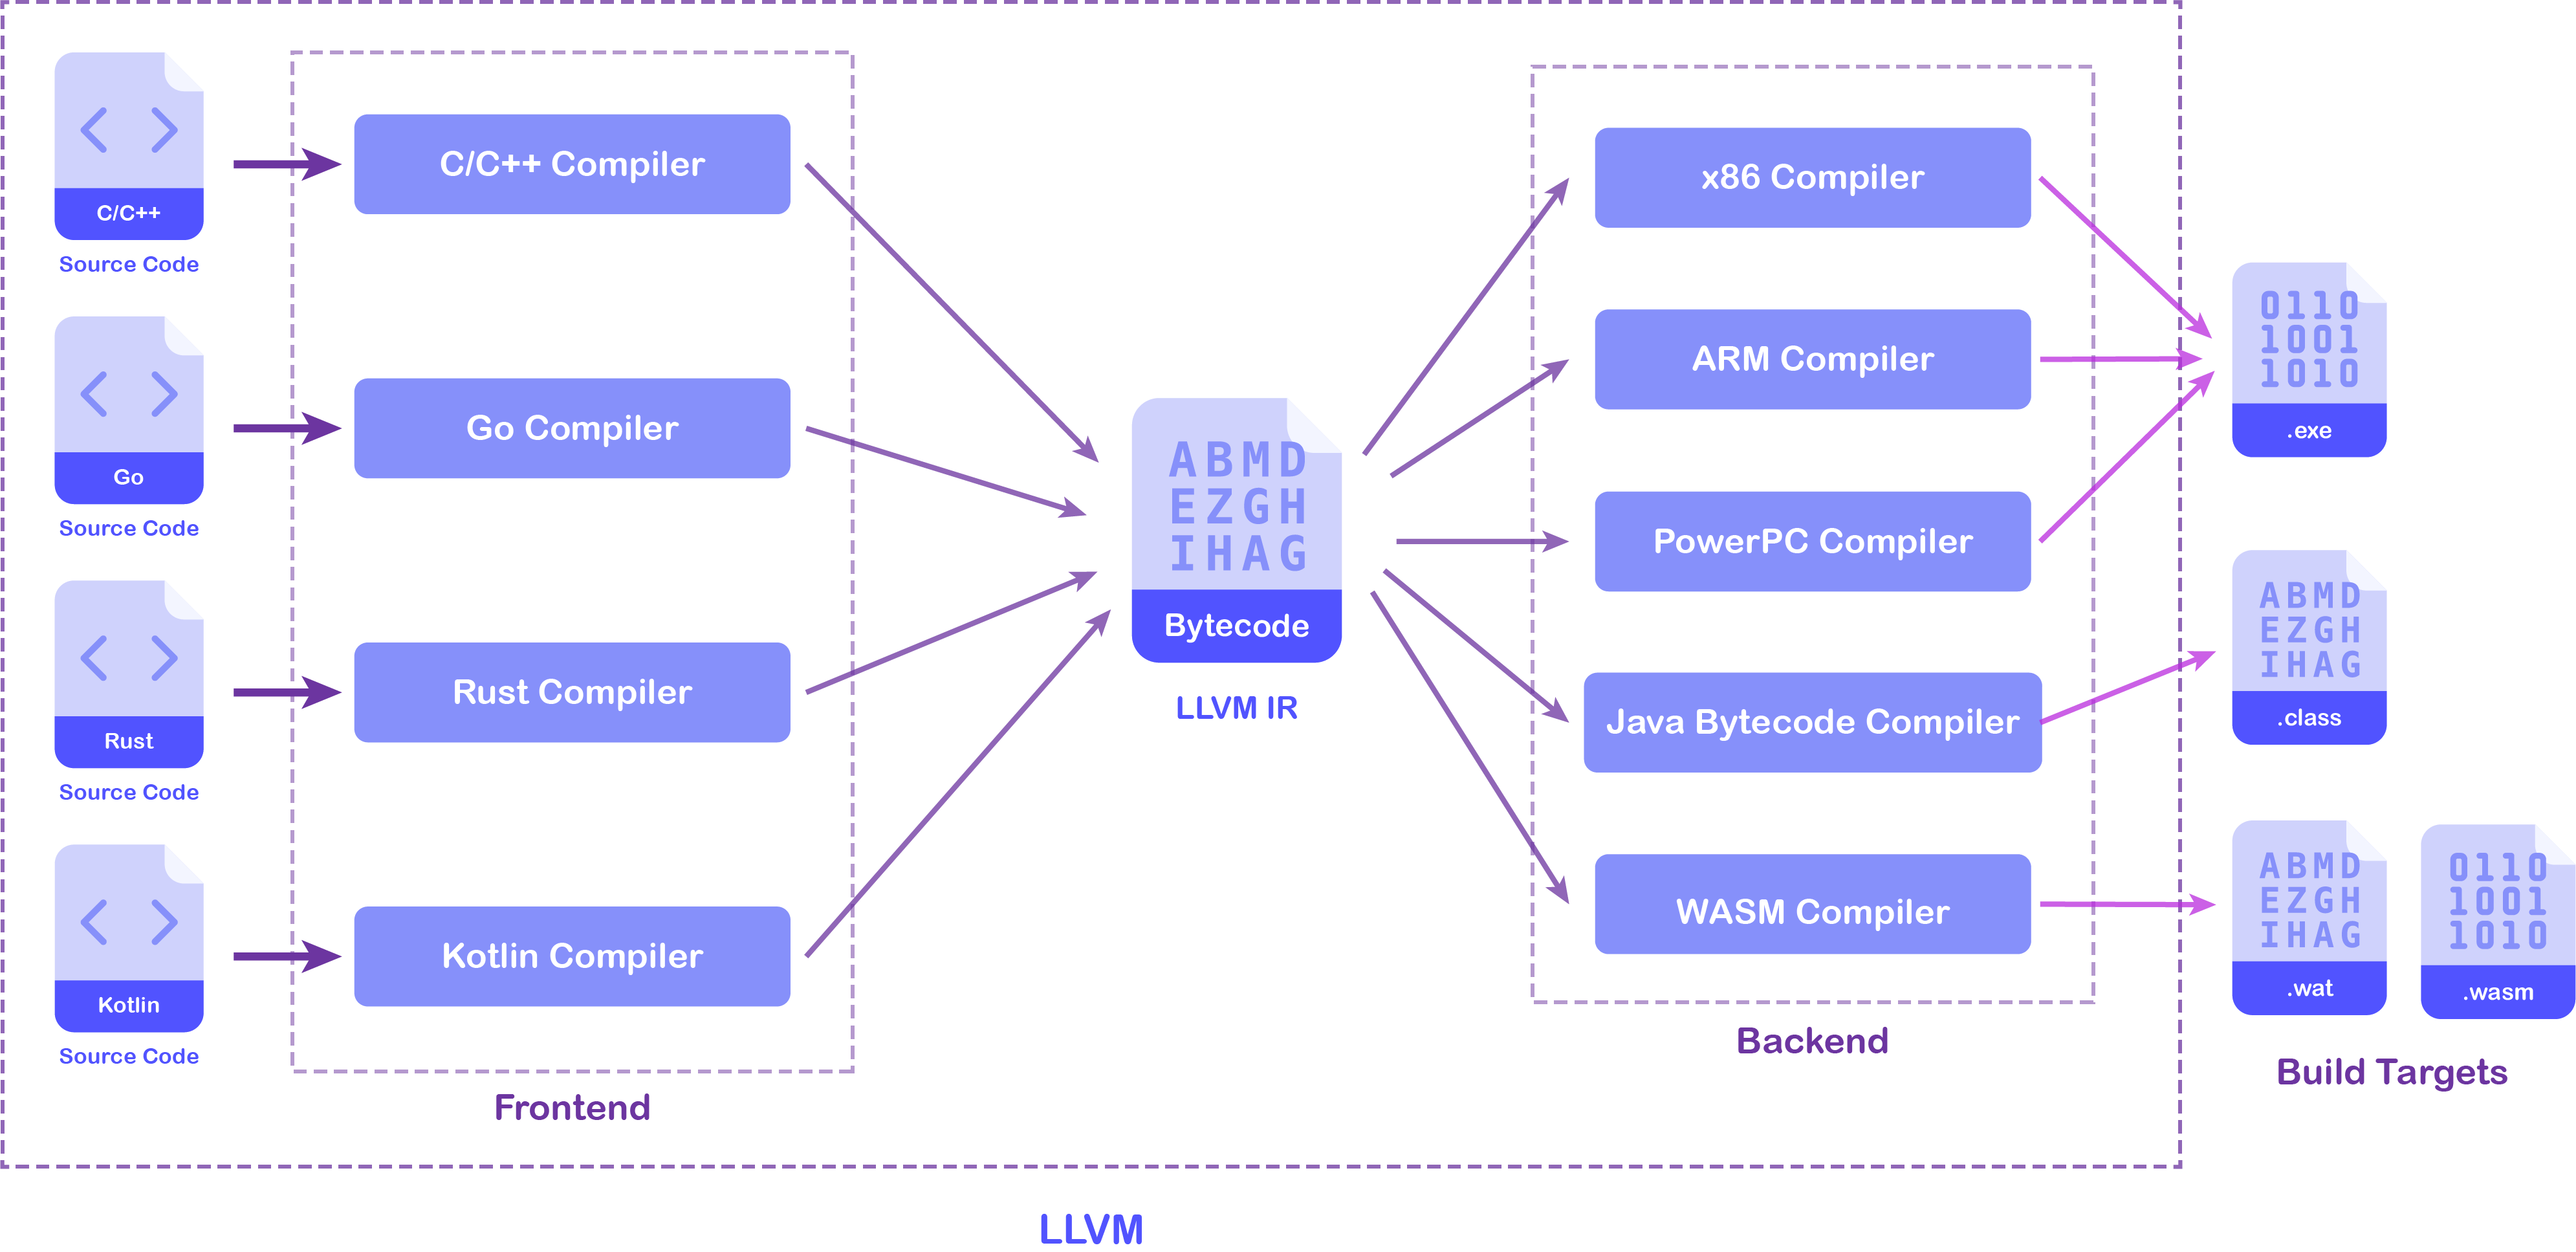 C/C++
Source Code
Go
Source Code
Rust
Source Code
Kotlin
Source Code
C/C++ Compiler
Go Compiler
Rust Compiler
Kotlin Compiler
Frontend
ABMD
EZGH
IHAG
Bytecode
LLVM IR
x86 Compiler
ARM Compiler
PowerPC Compiler
Java Bytecode Compiler
WASM Compiler
Backend
0110
1001
1010
.exe
ABMD
EZGH
IHAG
.class
ABMD
EZGH
IHAG
.wat
0110
1001
1010
.wasm
Build Targets
LLVM